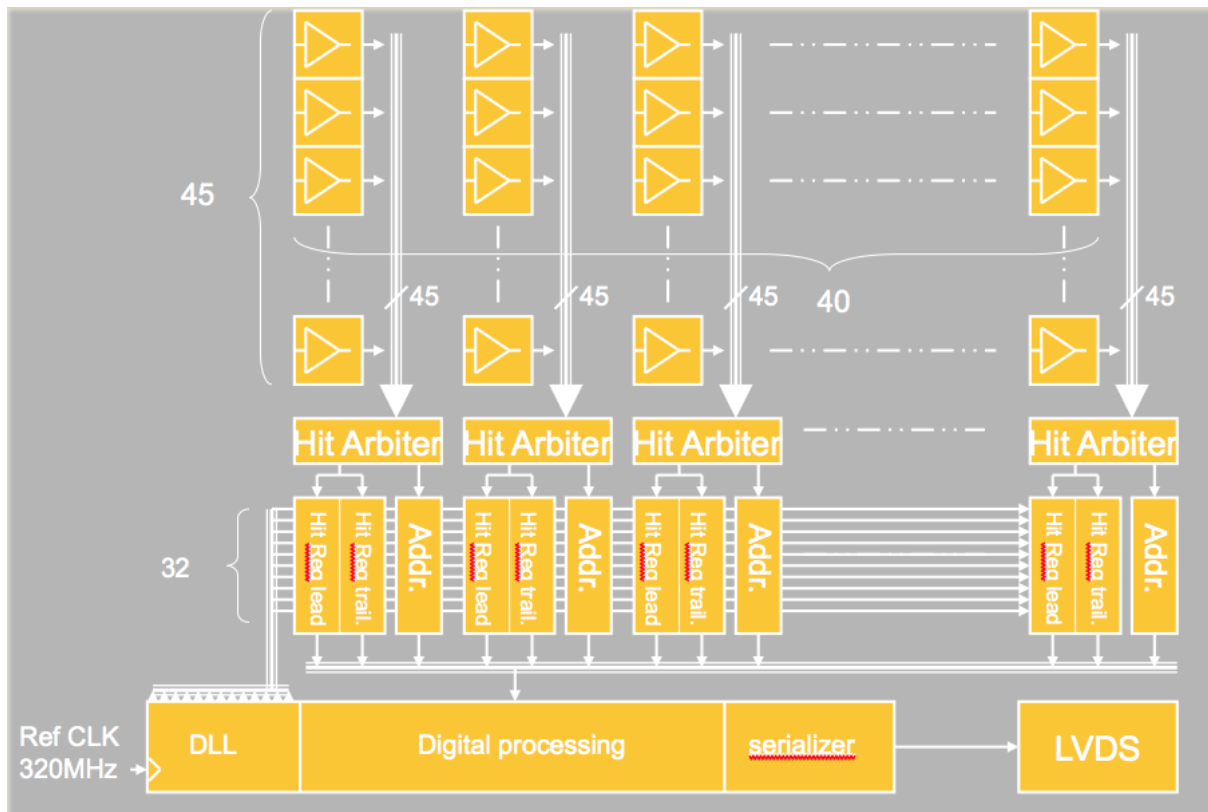 45
45
45
45
45
40
Hit Arbiter
Hit Arbiter
Hit Arbiter
Hit Arbiter
32
Hit Reg lead
Hit Reg trail.
Addr.
Hit Reg lead
Hit Reg trail.
Addr.
Hit Reg lead
Hit Reg trail.
Addr.
Hit Reg lead
Hit Reg trail.
Addr.
Ref CLK
320MHz
DLL
Digital processing
serializer
LVDS